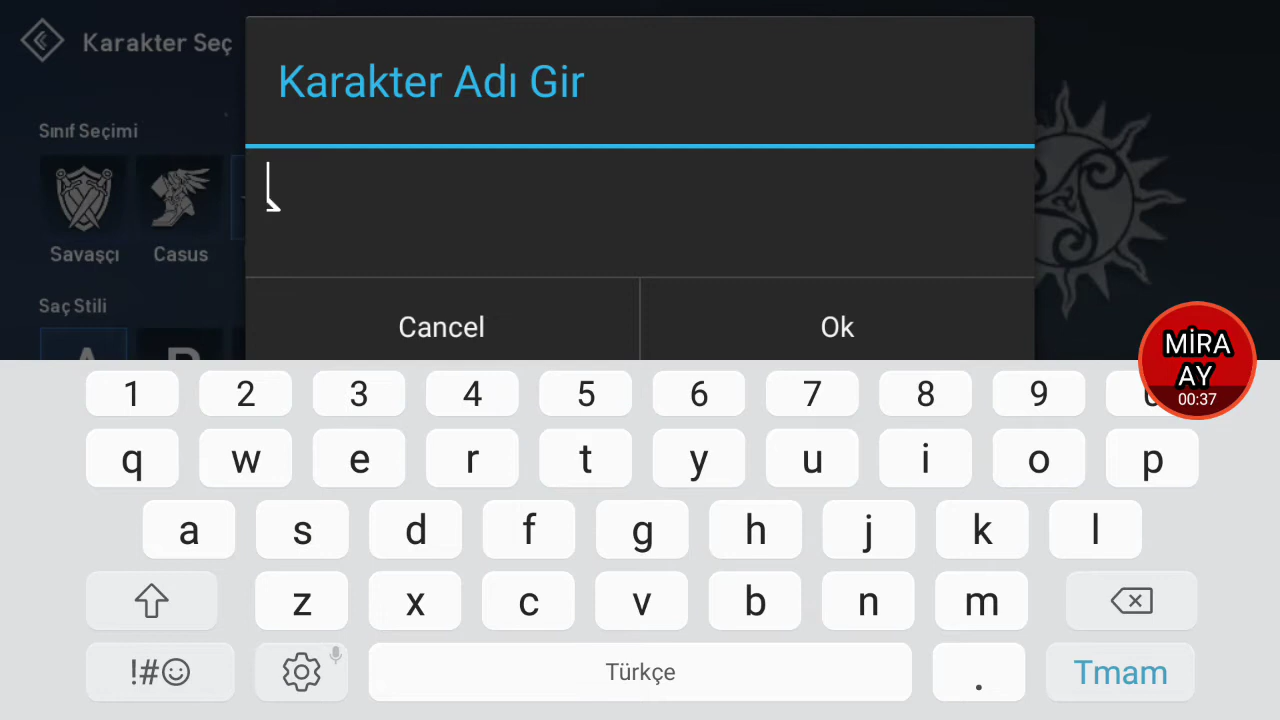 Karakter Seç
Karakter Adı Gir
Sınıf Seçimi
Savaşçı
Casus
Saç Stili
A
Cancel
Ok
MİRA
AY
00:37
1 2 3 4 5 6 7 8 9
q w e r t y u i o p
a s d f g h j k l
z x c v b n m
!#
Türkçe
.
Tmam